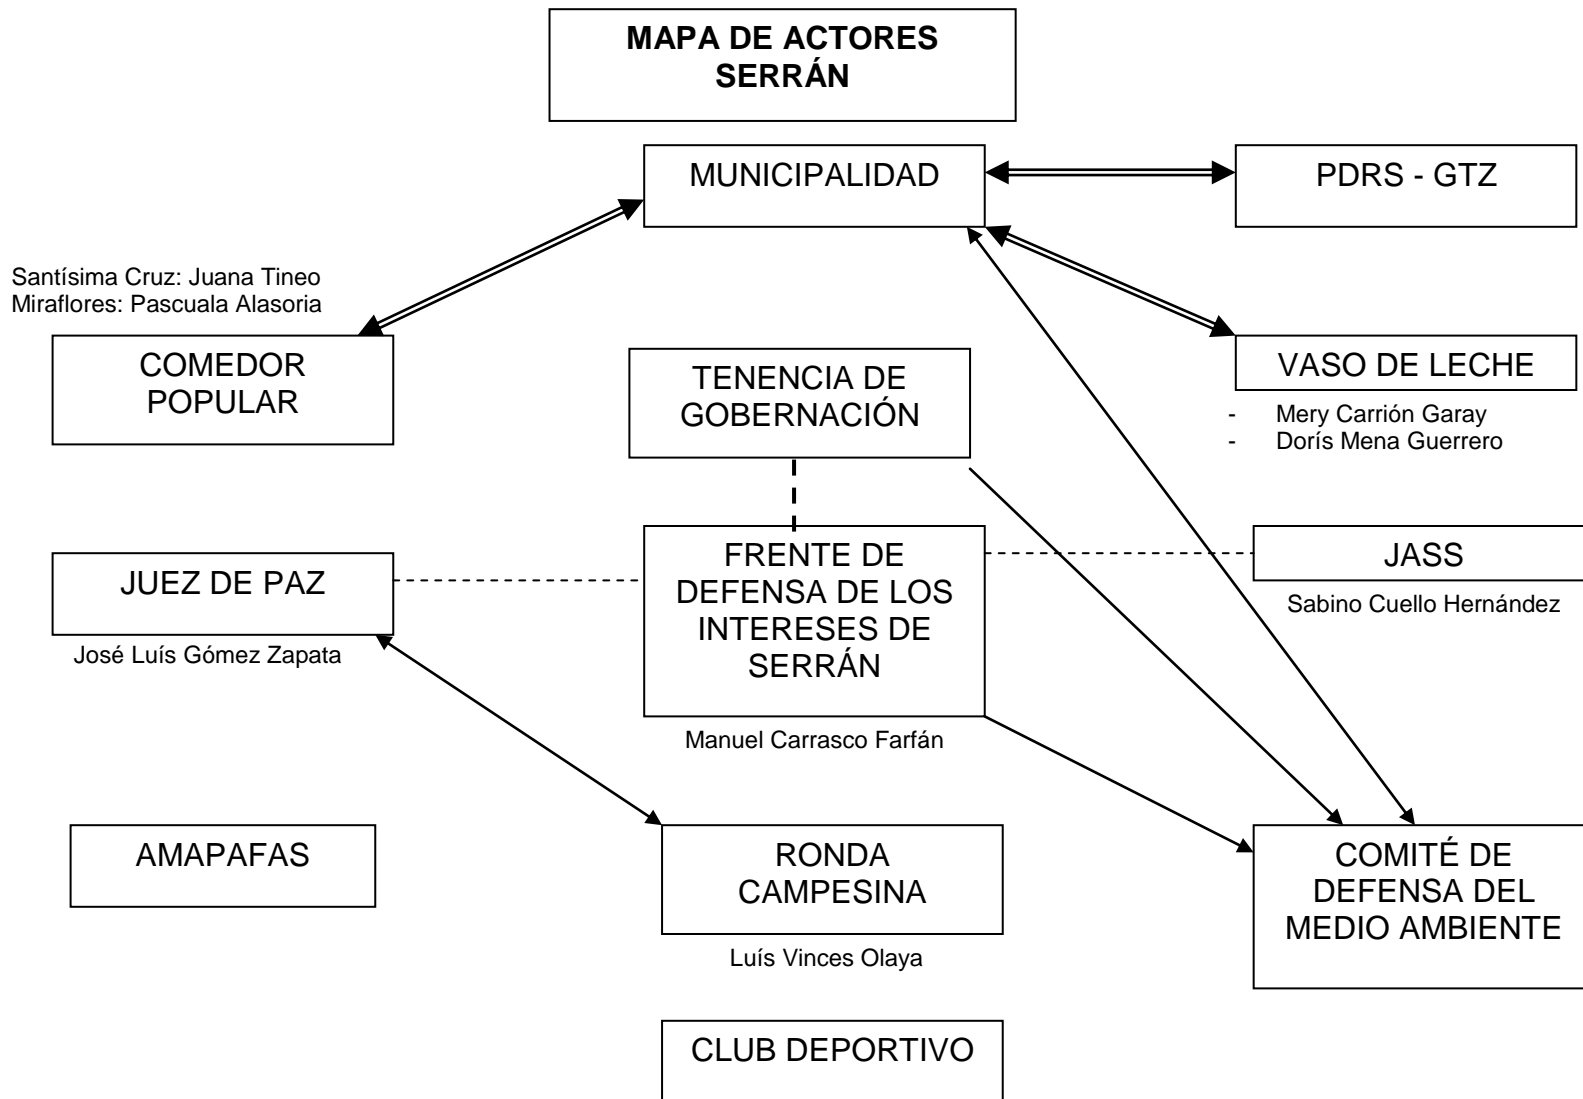 MAPA DE ACTORES
SERRÁN
MUNICIPALIDAD
PDRS - GTZ
Santísima Cruz: Juana Tineo
Miraflores: Pascuala Alasoria
COMEDOR
POPULAR
TENENCIA DE
GOBERNACIÓN
VASO DE LECHE
- Mery Carrión Garay
- Dorís Mena Guerrero
JUEZ DE PAZ
José Luís Gómez Zapata
FRENTE DE
DEFENSA DE LOS
INTERESES DE
SERRÁN
Manuel Carrasco Farfán
JASS
Sabino Cuello Hernández
AMAPAFAS
RONDA
CAMPESINA
Luís Vinces Olaya
COMITÉ DE
DEFENSA DEL
MEDIO AMBIENTE
CLUB DEPORTIVO